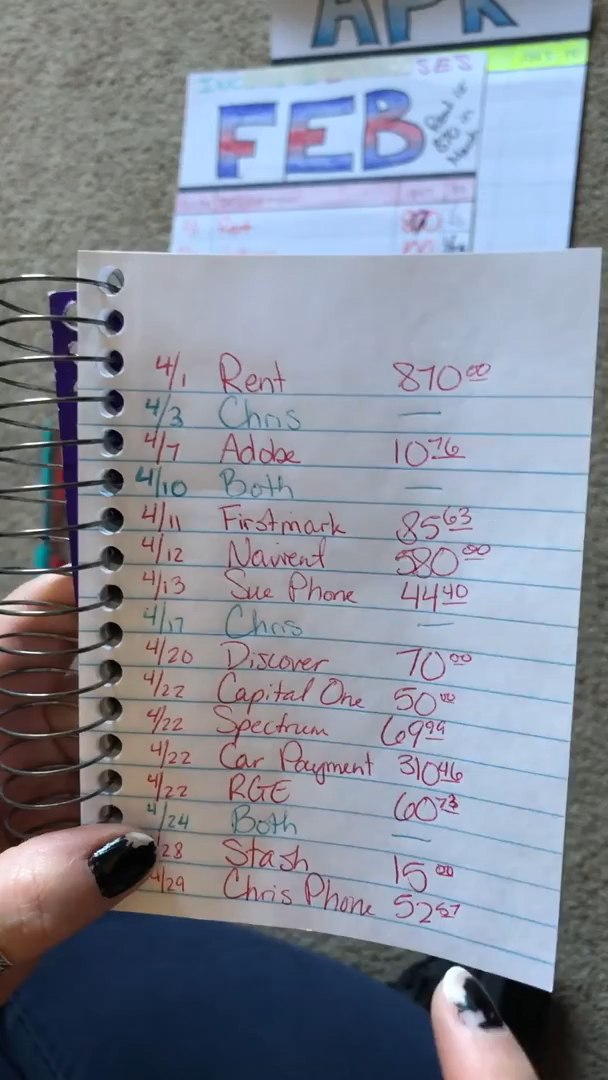 APR
SES
FEB
Rent
4/1 Rent 870.00
4/3 Chris —
4/7 Adobe 10.76
4/10 Both —
4/11 Firstmark 85.63
4/12 Navient 580.00
4/13 Sue Phone 44.40
4/17 Chris —
4/20 Discover 70.00
4/22 Capital One 50.00
4/22 Spectrum 69.99
4/22 Car Payment 310.46
4/22 RGE 60.73
4/24 Both —
28 Stash 15.00
4/29 Chris Phone 52.57